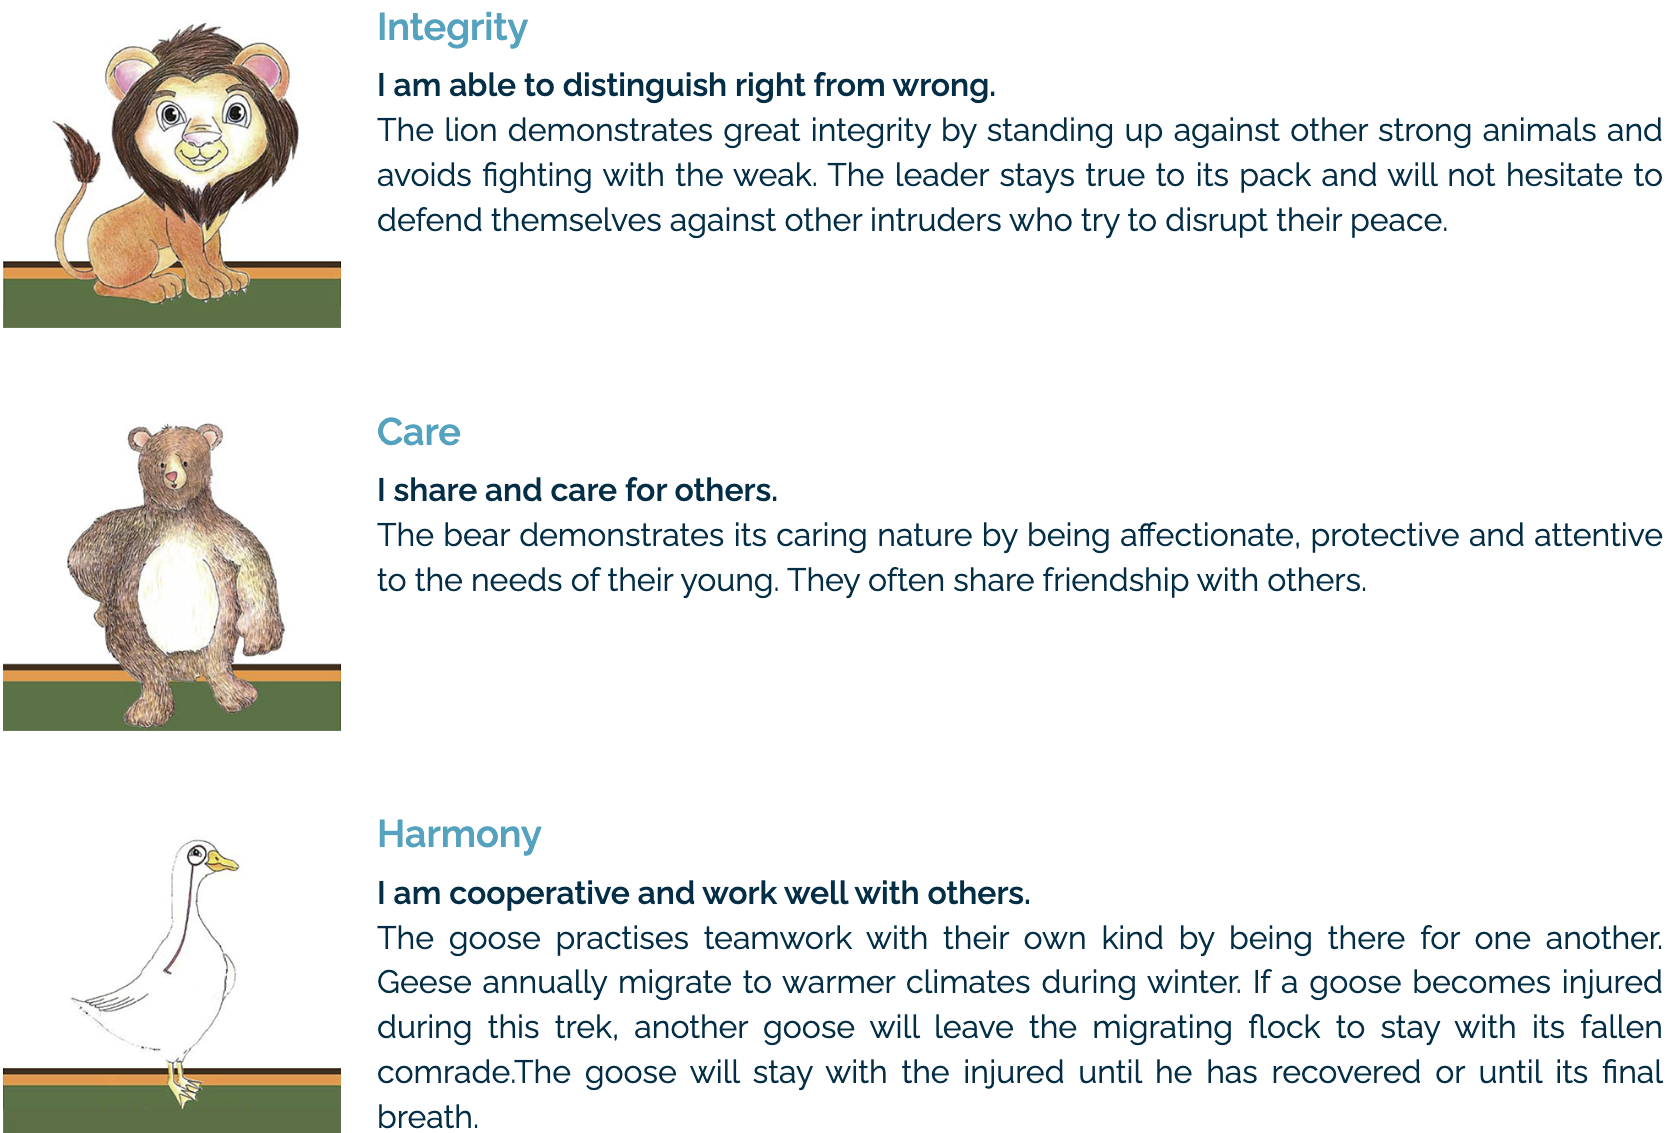 Integrity
I am able to distinguish right from wrong.
The lion demonstrates great integrity by standing up against other strong animals and
avoids fighting with the weak. The leader stays true to its pack and will not hesitate to
defend themselves against other intruders who try to disrupt their peace.
Care
I share and care for others.
The bear demonstrates its caring nature by being affectionate, protective and attentive
to the needs of their young. They often share friendship with others.
Harmony
I am cooperative and work well with others.
The goose practises teamwork with their own kind by being there for one another.
Geese annually migrate to warmer climates during winter. If a goose becomes injured
during this trek, another goose will leave the migrating flock to stay with its fallen
comrade.The goose will stay with the injured until he has recovered or until its final
breath.